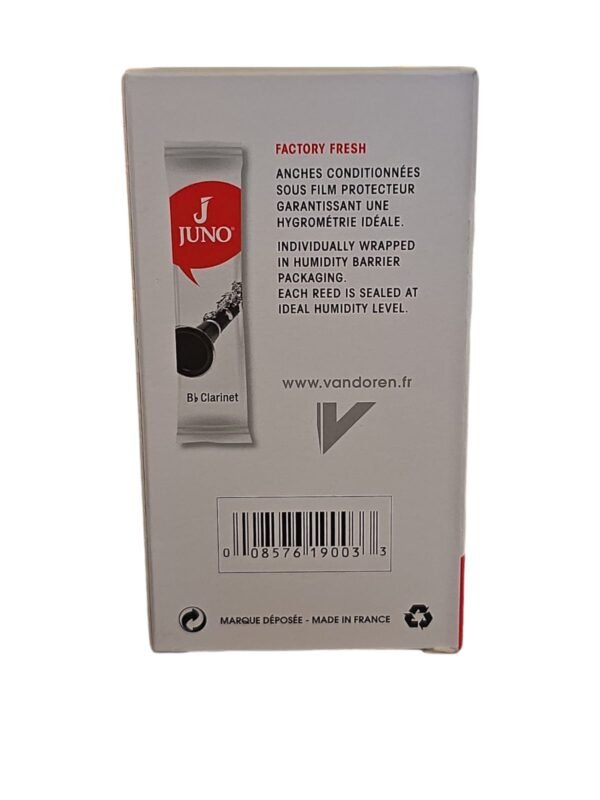 J
JUNO®
B♭ Clarinet
FACTORY FRESH
ANCHES CONDITIONNÉES
SOUS FILM PROTECTEUR
GARANTISSANT UNE
HYGROMÉTRIE IDÉALE.
INDIVIDUALLY WRAPPED
IN HUMIDITY BARRIER
PACKAGING.
EACH REED IS SEALED AT
IDEAL HUMIDITY LEVEL.
www.vandoren.fr
V
0 08576 19003 3
MARQUE DÉPOSÉE - MADE IN FRANCE